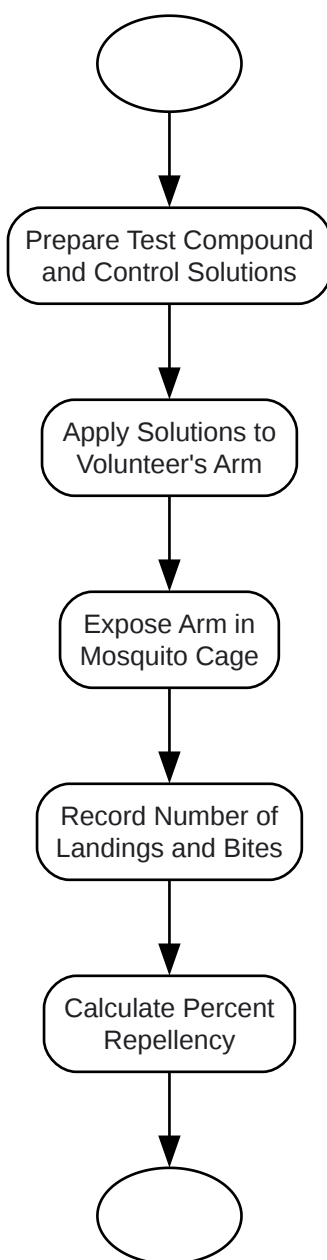 Prepare Test Compound
and Control Solutions
Apply Solutions to
Volunteer's Arm
Expose Arm in
Mosquito Cage
Record Number of
Landings and Bites
Calculate Percent
Repellency